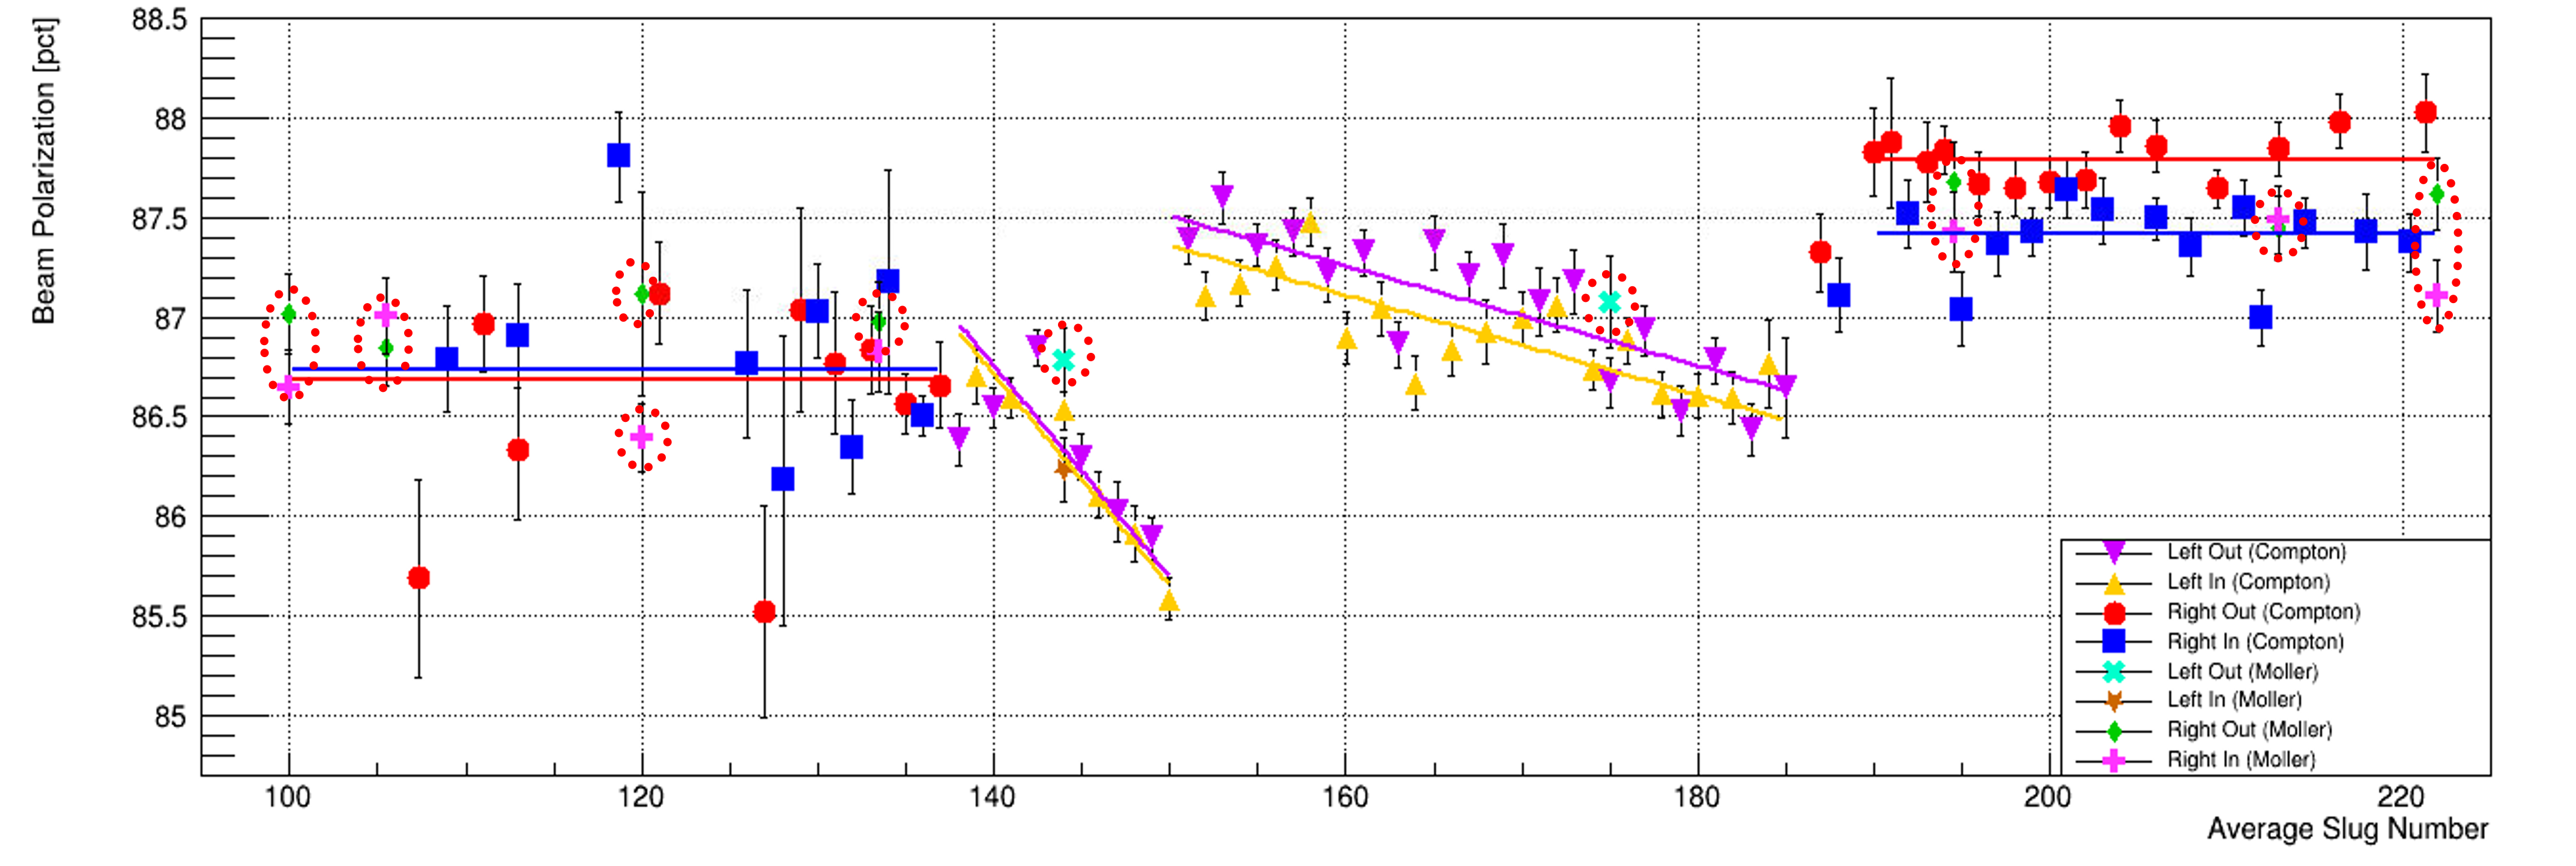 Beam Polarization [pct]
88.5
88
87.5
87
86.5
86
85.5
85
Left Out (Compton)
Left In (Compton)
Right Out (Compton)
Right In (Compton)
Left Out (Moller)
Left In (Moller)
Right Out (Moller)
Right In (Moller)
100 120 140 160 180 200 220
Average Slug Number